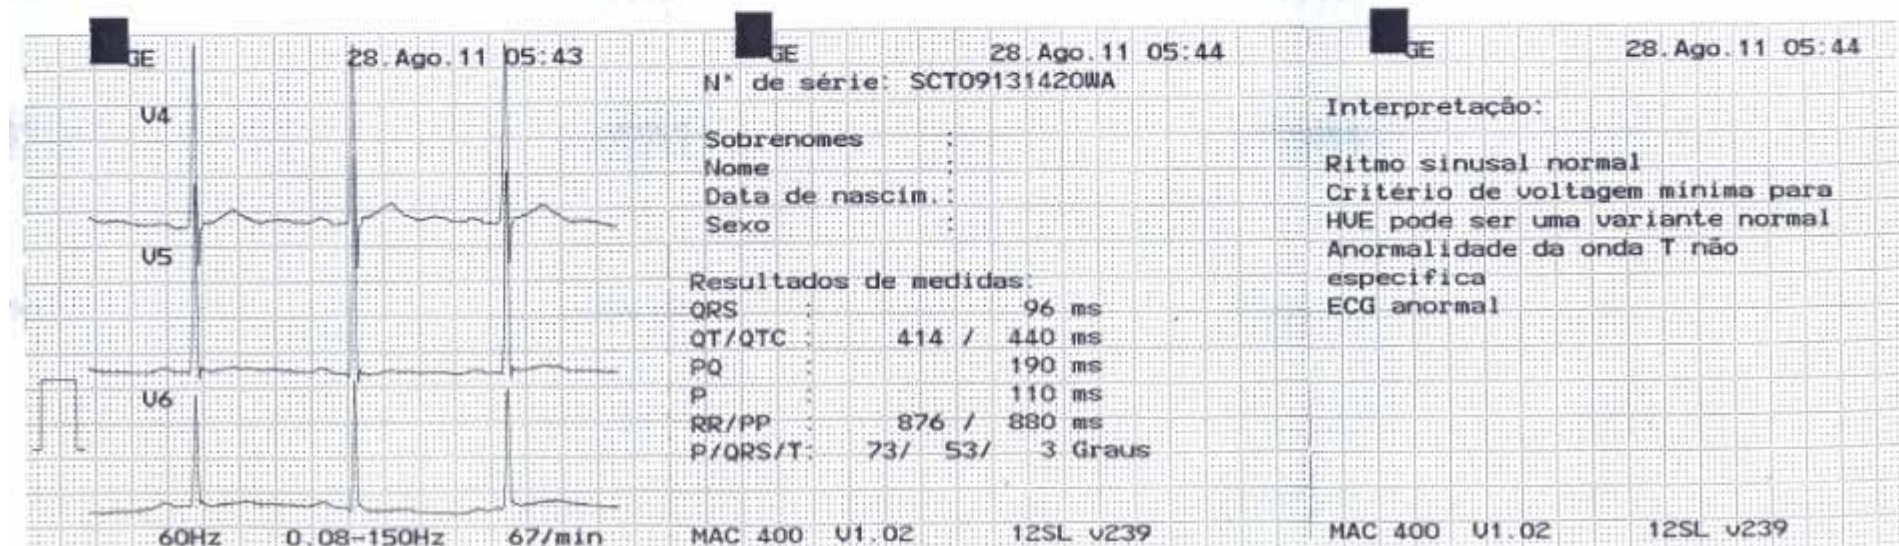 GE 28.Ago.11 05:43
V4
V5
V6
60Hz 0.08-150Hz 67/min
GE 28.Ago.11 05:44
N° de série: SCT09131420WA
Sobrenomes :
Nome :
Data de nascim.:
Sexo :
Resultados de medidas:
QRS : 96 ms
QT/QTC : 414 / 440 ms
PQ : 190 ms
P : 110 ms
RR/PP : 876 / 880 ms
P/QRS/T: 73/ 53/ 3 Graus
MAC 400 V1.02 12SL v239
GE 28.Ago.11 05:44
Interpretação:
Ritmo sinusal normal
Critério de voltagem mínima para
HVE pode ser uma variante normal
Anormalidade da onda T não
específica
ECG anormal
MAC 400 V1.02 12SL v239